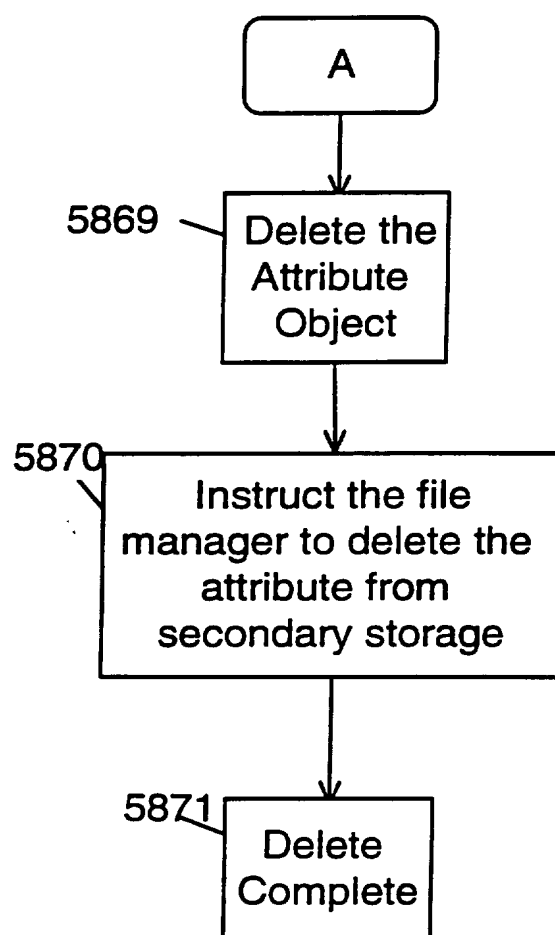 A
5869
Delete the
Attribute
Object
5870
Instruct the file
manager to delete the
attribute from
secondary storage
5871
Delete
Complete